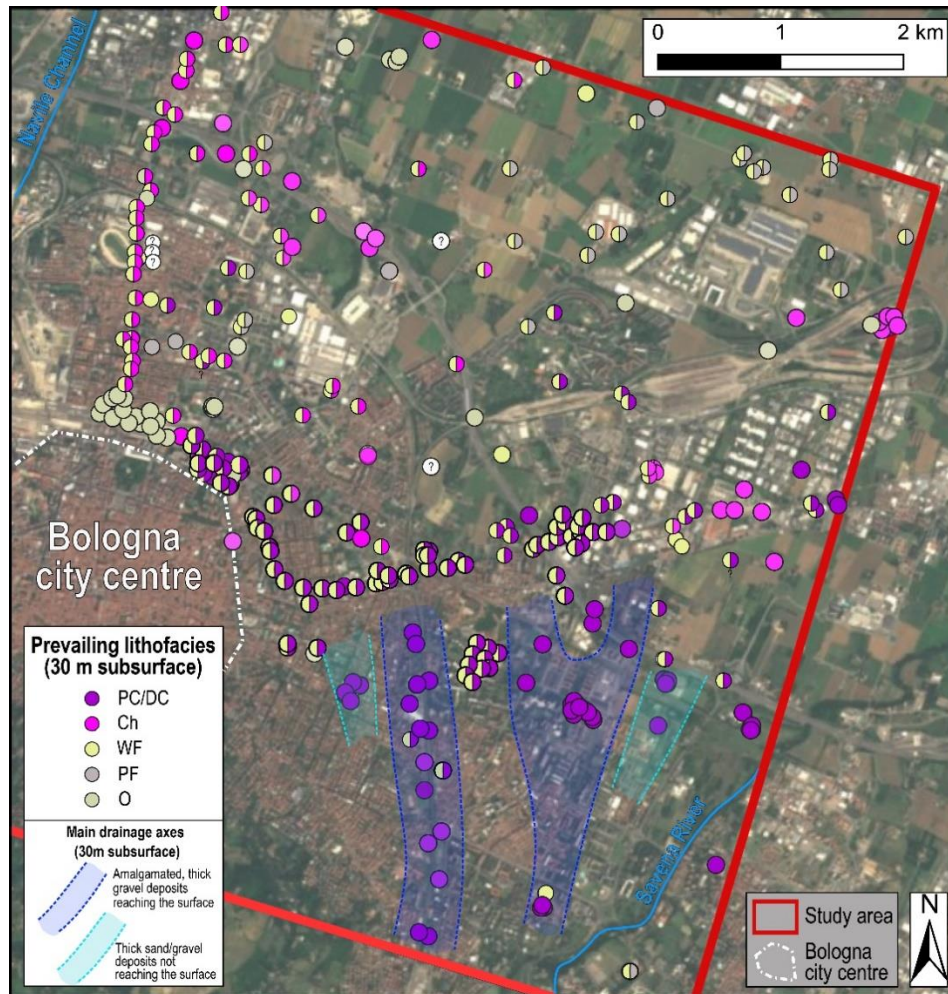 Navile Channel
0 1 2 km
?
?
?
?
?
?
Bologna
city centre
?
Prevailing lithofacies
(30 m subsurface)
PC/DC
Ch
WF
PF
O
Main drainage axes
(30m subsurface)
Amalgamated, thick
gravel deposits
reaching the surface
Thick sand/gravel
deposits not
reaching the surface
Savena River
Study area
Bologna
city centre
N